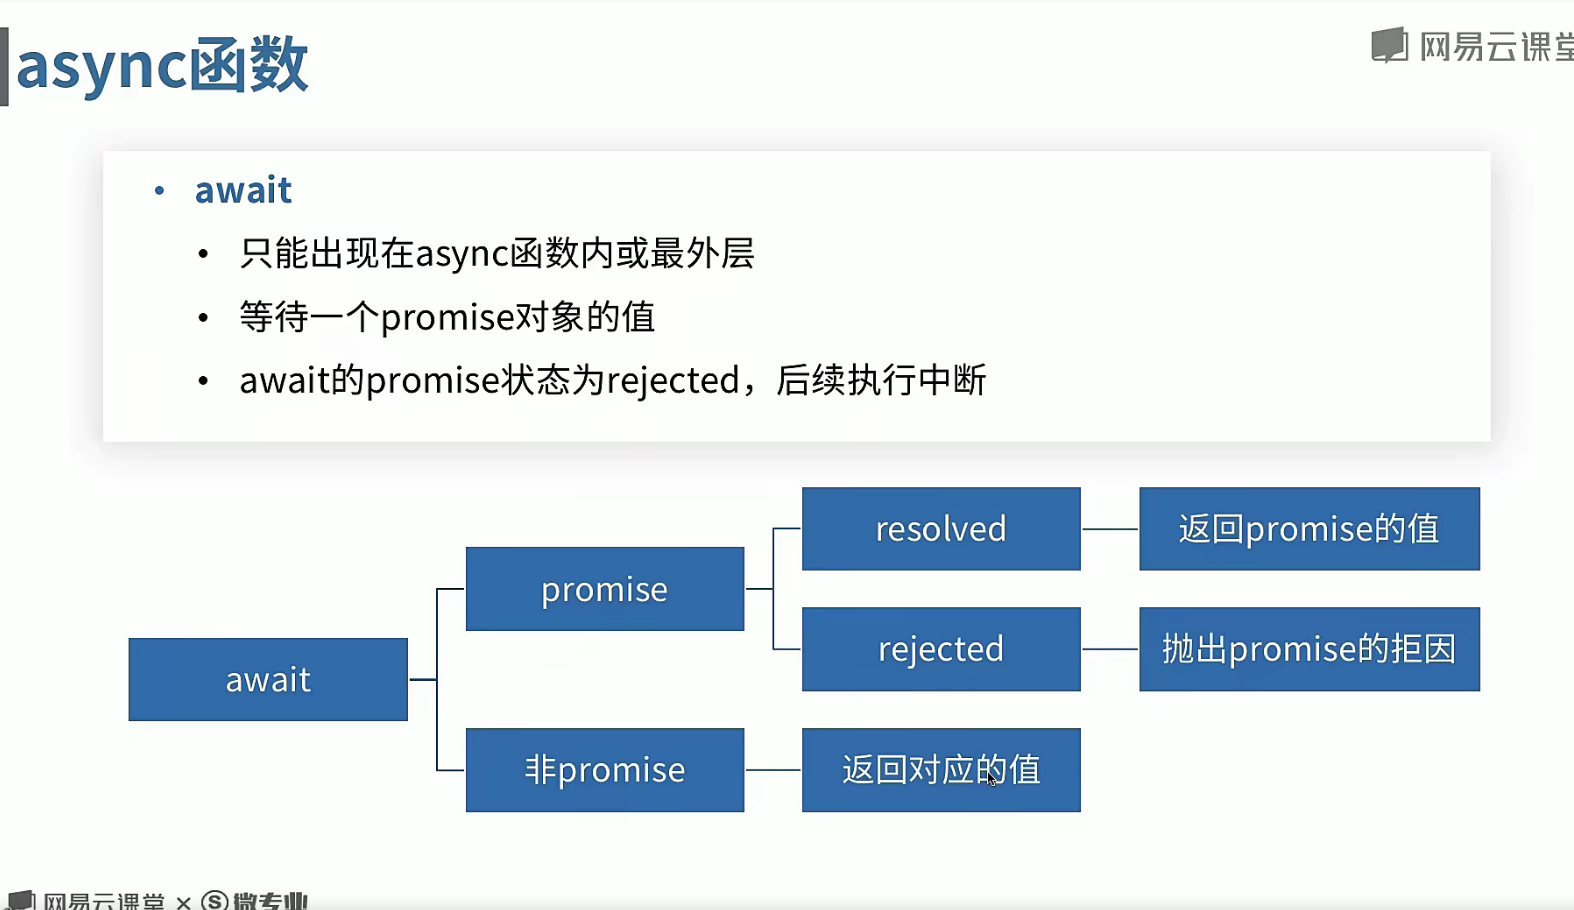 async函数
网易云课堂
await
只能出现在async函数内或最外层
等待一个promise对象的值
await的promise状态为rejected，后续执行中断
resolved
返回promise的值
promise
rejected
抛出promise的拒因
await
非promise
返回对应的值
网易云课堂 × S 微专业